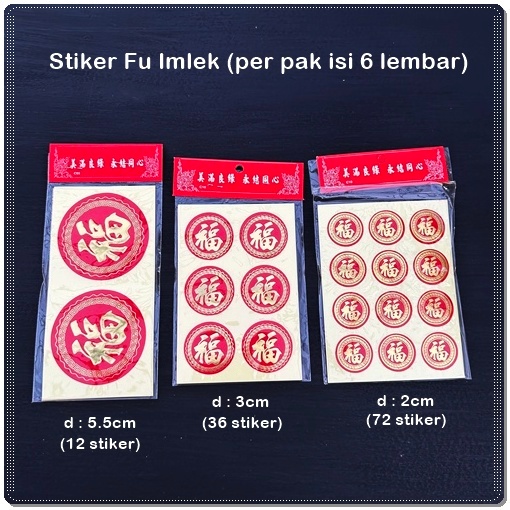 Stiker Fu Imlek (per pak isi 6 lembar)
美滿良緣 永結同心
美滿良緣 永結同心
美滿良緣 永結同心
福
福
福 福
福 福
福 福
福 福 福
福 福 福
福 福 福
福 福 福
d : 5.5cm
(12 stiker)
d : 3cm
(36 stiker)
d : 2cm
(72 stiker)